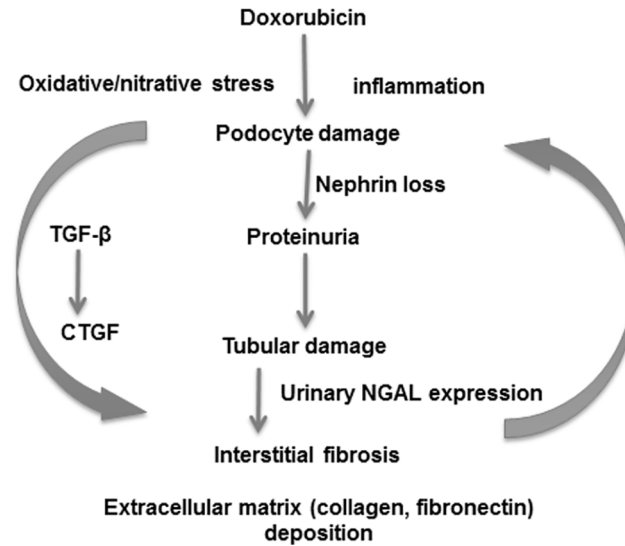 Doxorubicin
Oxidative/nitrative stress
inflammation
Podocyte damage
Nephrin loss
TGF-β
Proteinuria
CTGF
Tubular damage
Urinary NGAL expression
Interstitial fibrosis
Extracellular matrix (collagen, fibronectin)
deposition